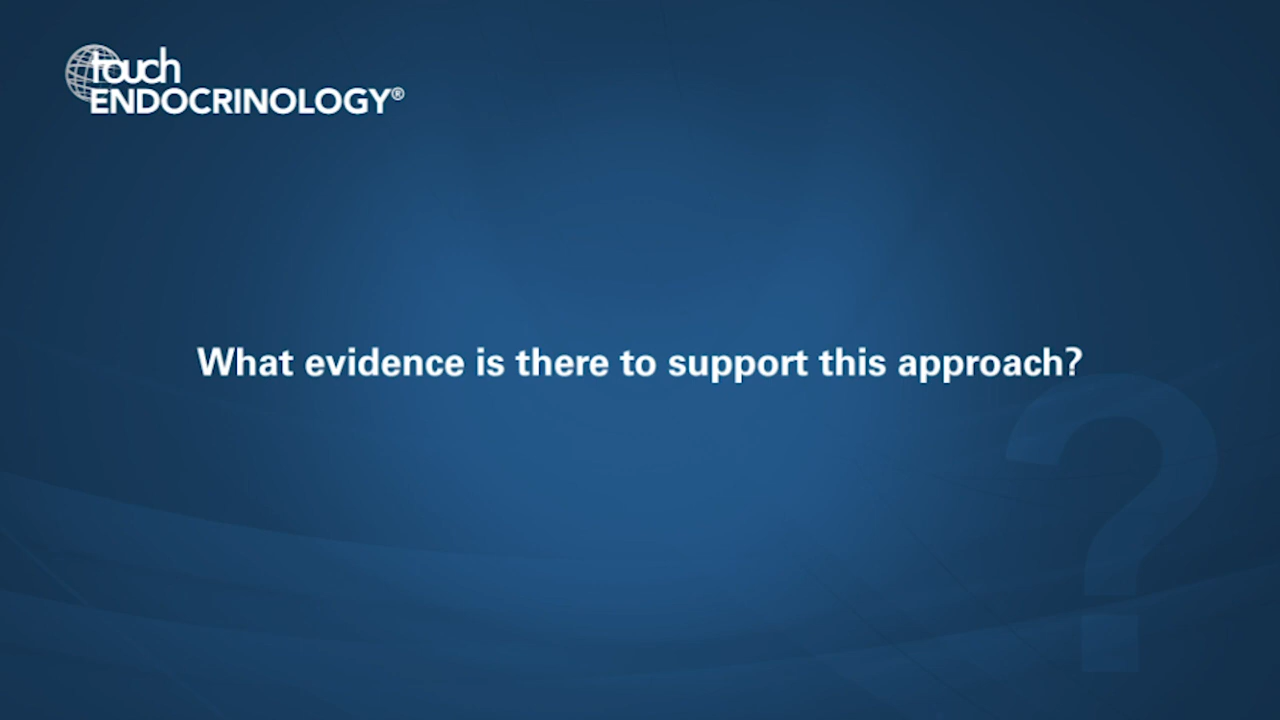 touch
ENDOCRINOLOGY®
What evidence is there to support this approach?
?